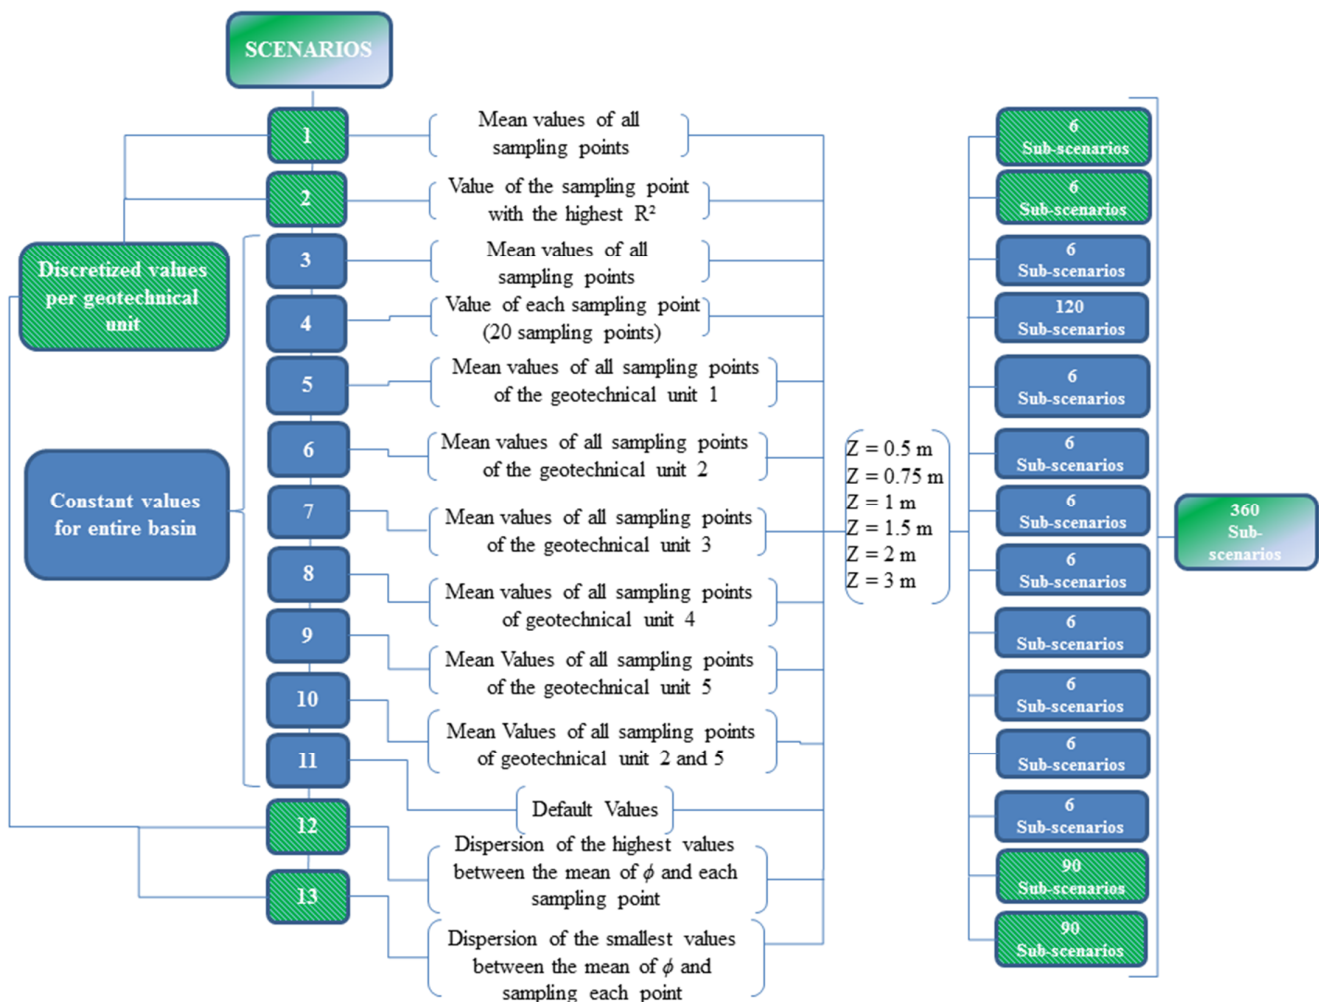 SCENARIOS
1
Mean values of all
sampling points
2
Value of the sampling point
with the highest R²
3
Mean values of all
sampling points
4
Value of each sampling point
(20 sampling points)
5
Mean values of all sampling points
of the geotechnical unit 1
6
Mean values of all sampling points
of the geotechnical unit 2
7
Mean values of all sampling points
of the geotechnical unit 3
8
Mean values of all sampling points
of geotechnical unit 4
9
Mean Values of all sampling points
of the geotechnical unit 5
10
Mean Values of all sampling points
of geotechnical unit 2 and 5
11
Default Values
12
Dispersion of the highest values
between the mean of ϕ and each
sampling point
13
Dispersion of the smallest values
between the mean of ϕ and
sampling each point
Discretized values
per geotechnical
unit
Constant values
for entire basin
Z = 0.5 m
Z = 0.75 m
Z = 1 m
Z = 1.5 m
Z = 2 m
Z = 3 m
6
Sub-scenarios
6
Sub-scenarios
6
Sub-scenarios
120
Sub-scenarios
6
Sub-scenarios
6
Sub-scenarios
6
Sub-scenarios
6
Sub-scenarios
6
Sub-scenarios
6
Sub-scenarios
6
Sub-scenarios
6
Sub-scenarios
90
Sub-scenarios
90
Sub-scenarios
360
Sub-
scenarios